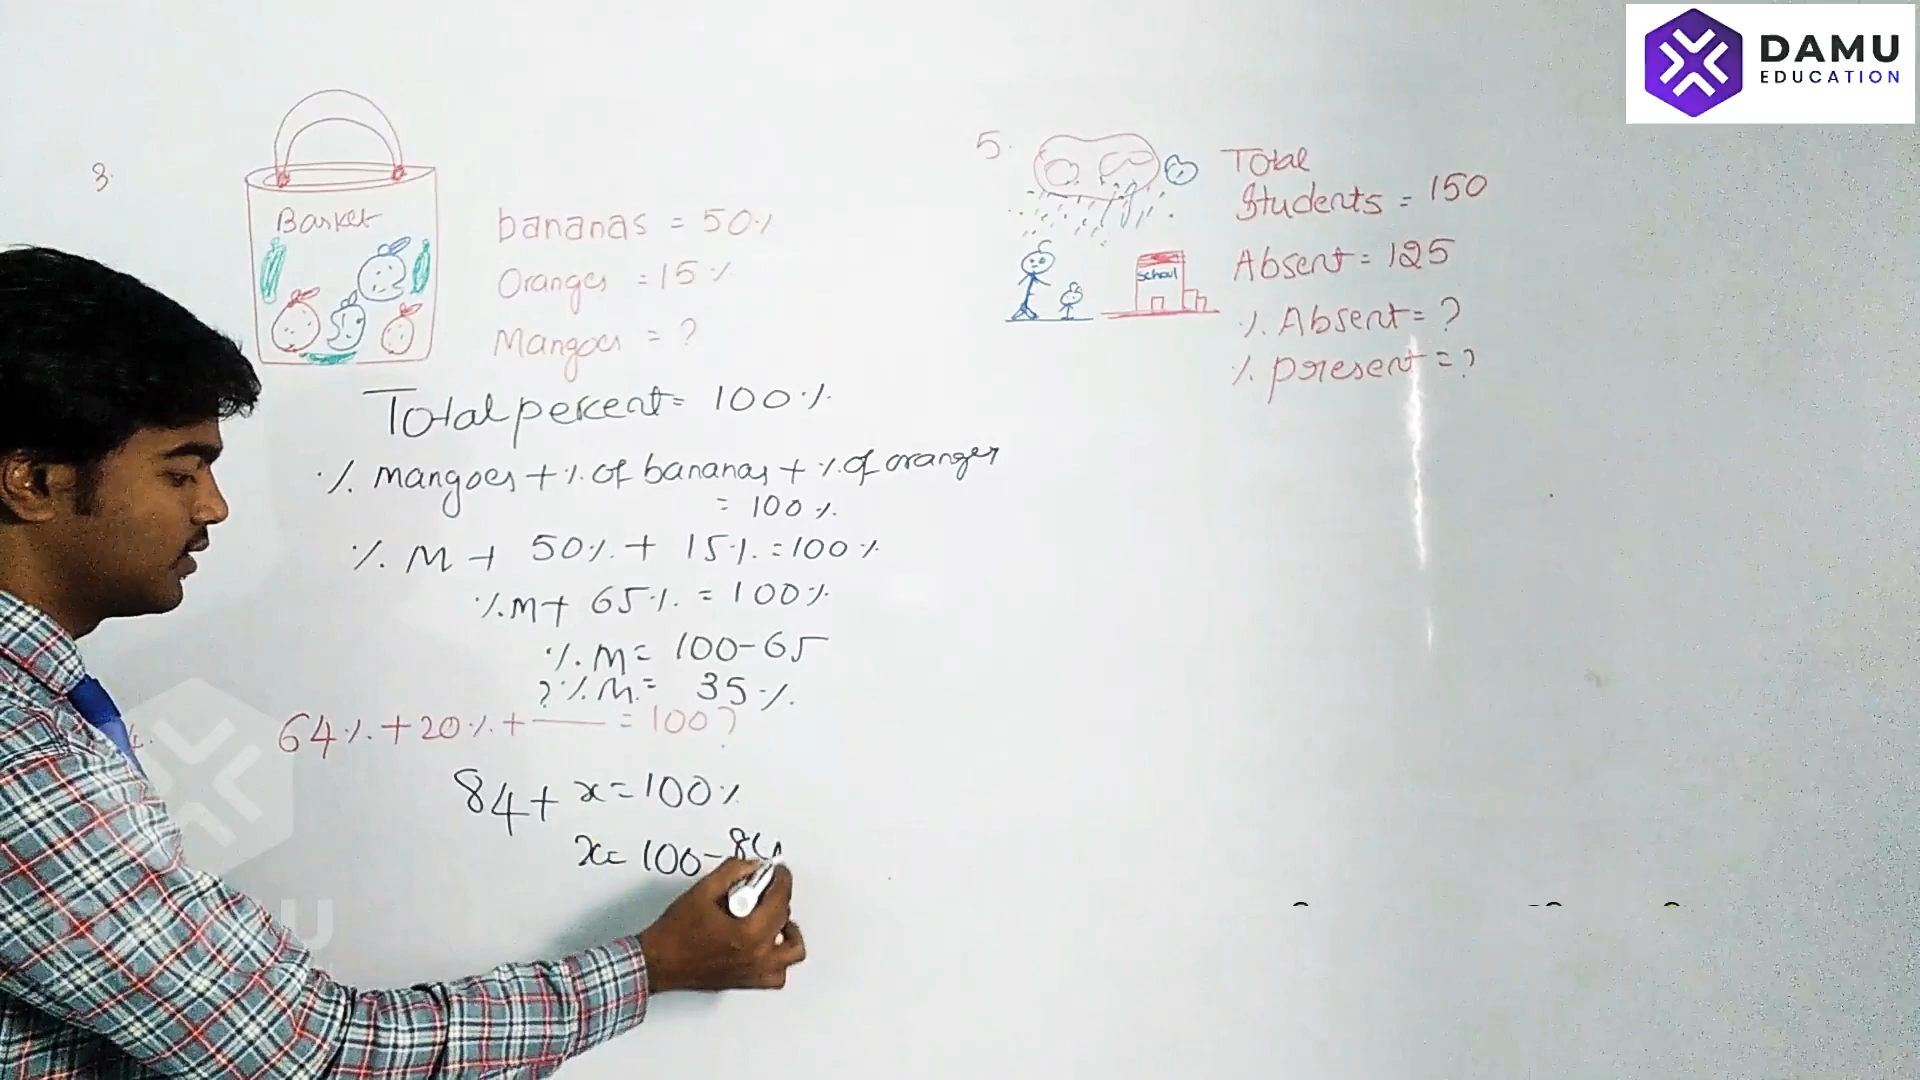 DAMU
EDUCATION
3.
Basket
bananas = 50%
Oranges = 15%
Mangoes = ?
Total percent = 100%
% mangoes + % of bananas + % of oranges
= 100%
% M + 50% + 15% = 100%
% M + 65% = 100%
% M = 100-65
? % M = 35%
4. 64% + 20% + —— = 100?
84 + x = 100%
x = 100-84
5.
School
Total
Students = 150
Absent = 125
% Absent = ?
% present = ?